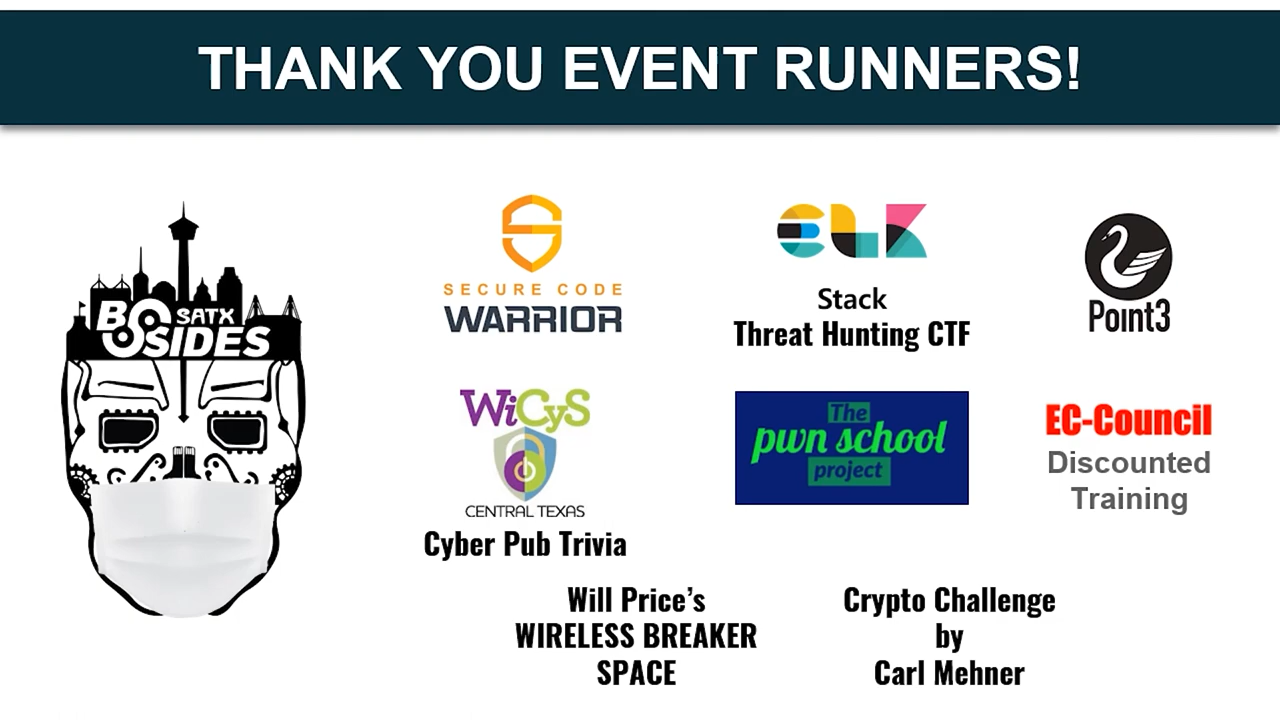 THANK YOU EVENT RUNNERS!
BSIDES
SATX
SECURE CODE
WARRIOR
ELK
Stack
Threat Hunting CTF
Point3
WiCyS
CENTRAL TEXAS
Cyber Pub Trivia
The
pwn school
project
EC-Council
Discounted
Training
Will Price’s
WIRELESS BREAKER
SPACE
Crypto Challenge
by
Carl Mehner